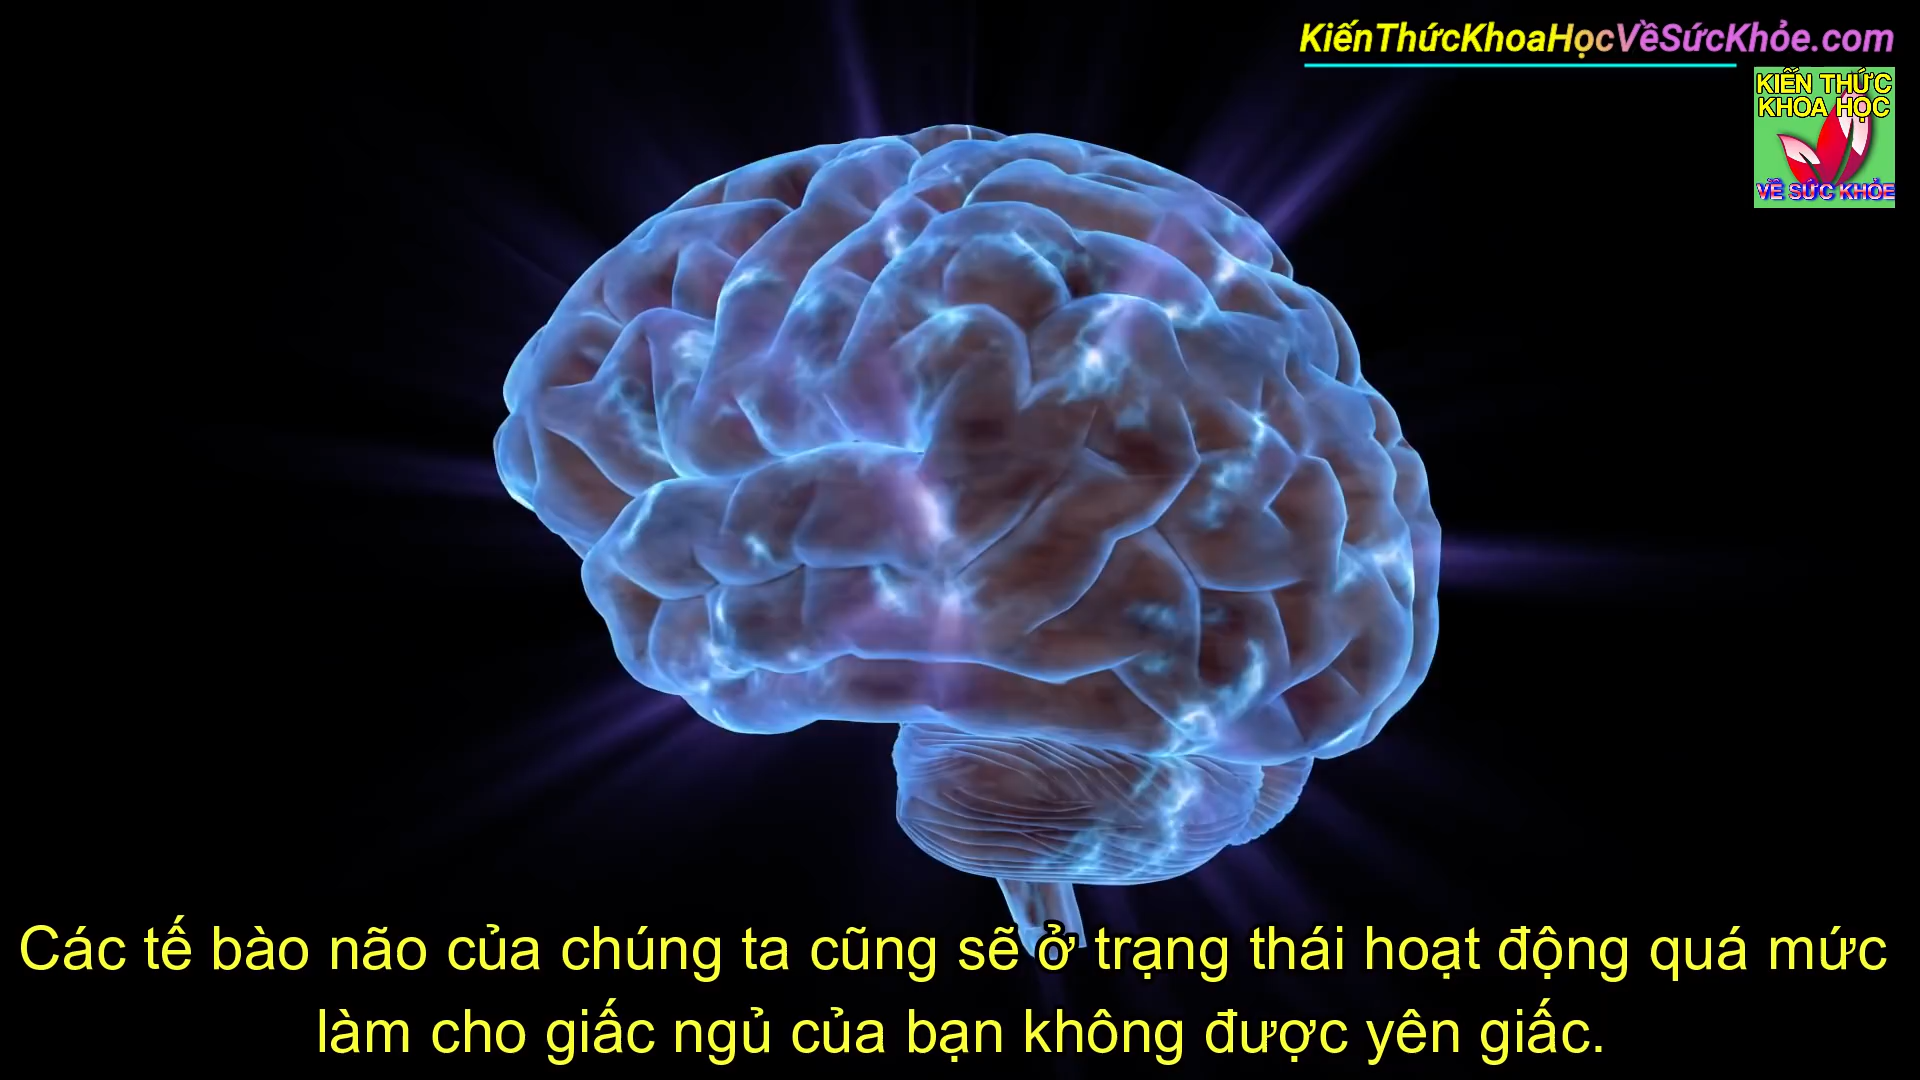 KiếnThứcKhoaHọcVềSứcKhỏe.com
KIẾN THỨC
KHOA HỌC
VỀ SỨC KHỎE
Các tế bào não của chúng ta cũng sẽ ở trạng thái hoạt động quá mức
làm cho giấc ngủ của bạn không được yên giấc.